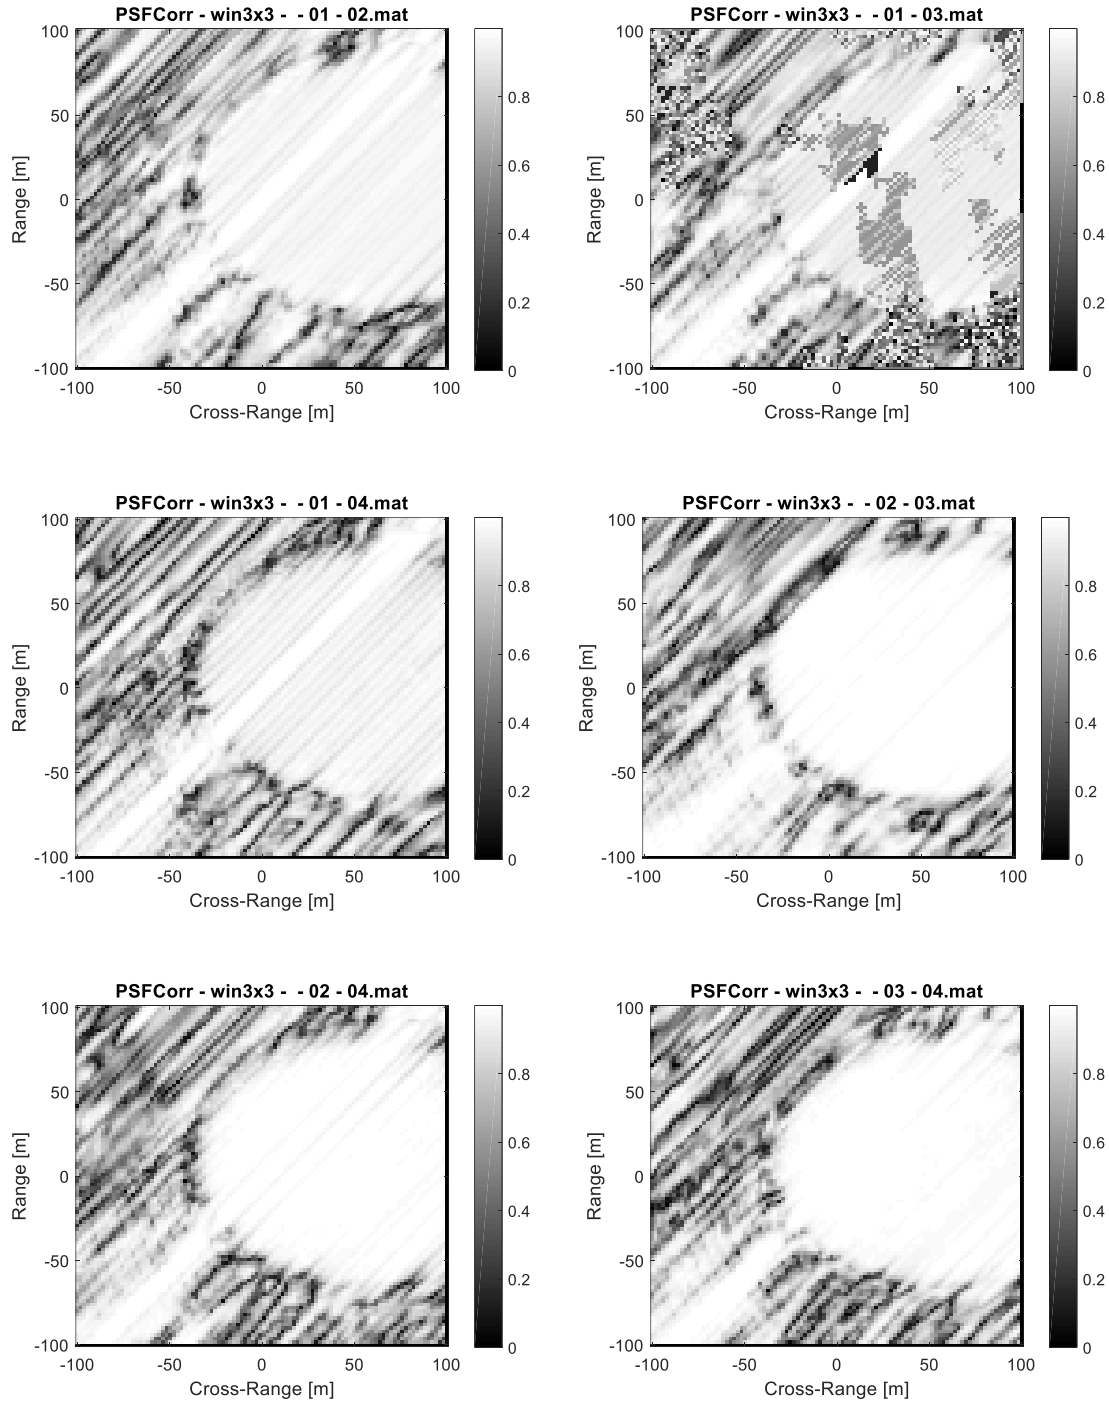 PSFCorr - win3x3 - - 01 - 02.mat
100
50
0
-50
-100
Range [m]
-100 -50 0 50 100
Cross-Range [m]
0.8
0.6
0.4
0.2
0
PSFCorr - win3x3 - - 01 - 03.mat
100
50
0
-50
-100
Range [m]
-100 -50 0 50 100
Cross-Range [m]
0.8
0.6
0.4
0.2
0
PSFCorr - win3x3 - - 01 - 04.mat
100
50
0
-50
-100
Range [m]
-100 -50 0 50 100
Cross-Range [m]
0.8
0.6
0.4
0.2
0
PSFCorr - win3x3 - - 02 - 03.mat
100
50
0
-50
-100
Range [m]
-100 -50 0 50 100
Cross-Range [m]
0.8
0.6
0.4
0.2
0
PSFCorr - win3x3 - - 02 - 04.mat
100
50
0
-50
-100
Range [m]
-100 -50 0 50 100
Cross-Range [m]
0.8
0.6
0.4
0.2
0
PSFCorr - win3x3 - - 03 - 04.mat
100
50
0
-50
-100
Range [m]
-100 -50 0 50 100
Cross-Range [m]
0.8
0.6
0.4
0.2
0